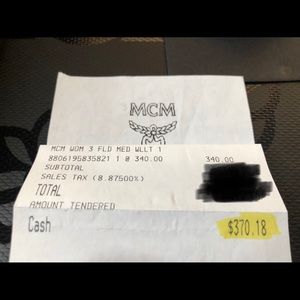 MCM
MCM
MCM WOM 3 FLD MED WLLT 1
8806195835821 1 @ 340.00 340.00
SUBTOTAL
SALES TAX (8.87500%)
TOTAL
AMOUNT TENDERED
Cash $370.18